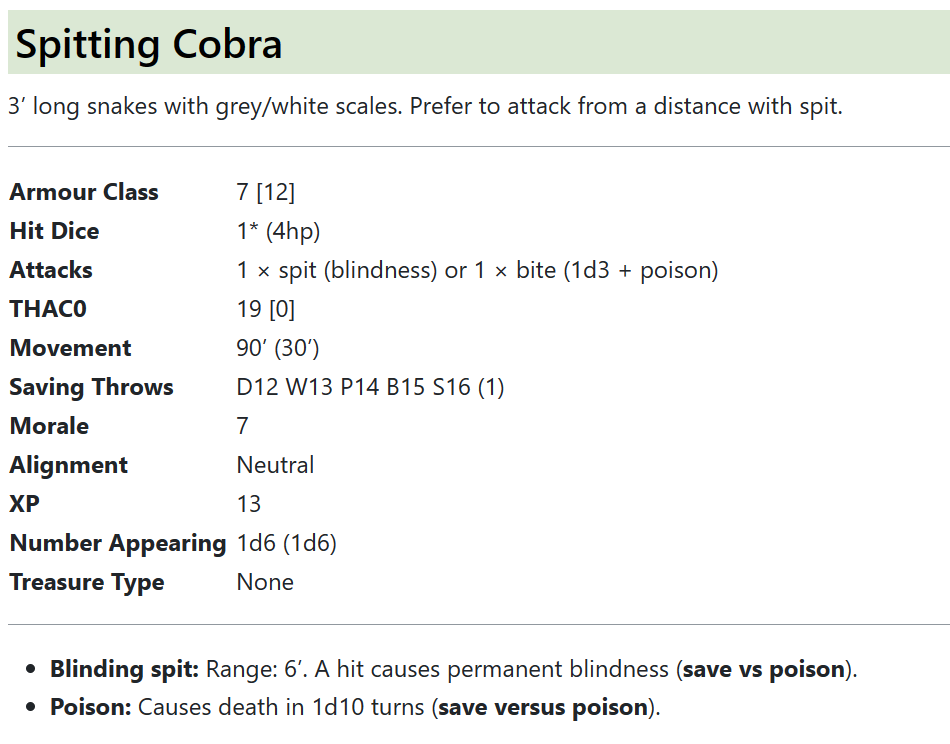 Spitting Cobra
3′ long snakes with grey/white scales. Prefer to attack from a distance with spit.
Armour Class 7 [12]
Hit Dice 1* (4hp)
Attacks 1 × spit (blindness) or 1 × bite (1d3 + poison)
THAC0 19 [0]
Movement 90′ (30′)
Saving Throws D12 W13 P14 B15 S16 (1)
Morale 7
Alignment Neutral
XP 13
Number Appearing 1d6 (1d6)
Treasure Type None
• Blinding spit: Range: 6′. A hit causes permanent blindness (save vs poison).
• Poison: Causes death in 1d10 turns (save versus poison).